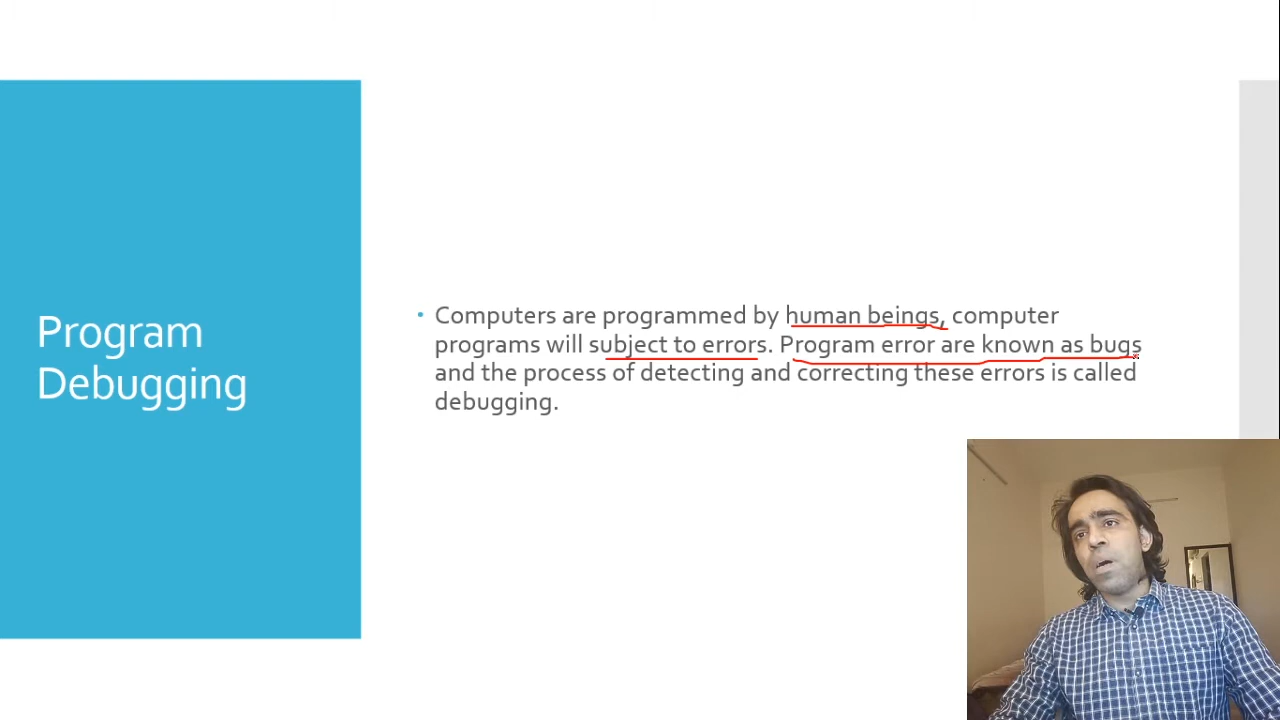 Program
Debugging
• Computers are programmed by human beings, computer
programs will subject to errors. Program error are known as bugs
and the process of detecting and correcting these errors is called
debugging.